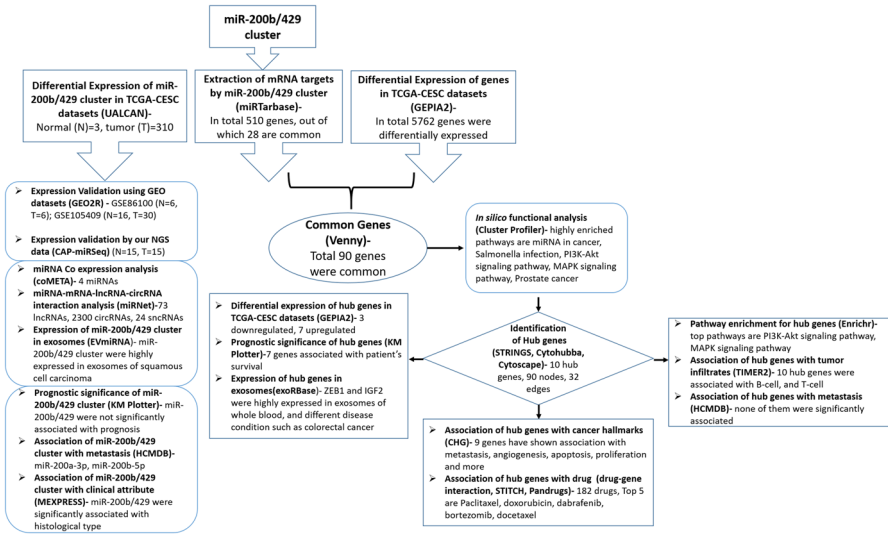 miR-200b/429
cluster
Differential Expression of miR-
200b/429 cluster in TCGA-CESC
datasets (UALCAN)-
Normal (N)=3, tumor (T)=310
Extraction of mRNA targets
by miR-200b/429 cluster
(miRTarbase)-
In total 510 genes, out of
which 28 are common
Differential Expression of genes
in TCGA-CESC datasets
(GEPIA2)-
In total 5762 genes were
differentially expressed
➢ Expression Validation using GEO
datasets (GEO2R) - GSE86100 (N=6,
T=6); GSE105409 (N=16, T=30)
➢ Expression validation by our NGS
data (CAP-miRSeq) (N=15, T=15)
➢ miRNA Co expression analysis
(coMETA)- 4 miRNAs
➢ miRNA-mRNA-lncRNA-circRNA
interaction analysis (miRNet)-73
lncRNAs, 2300 circRNAs, 24 sncRNAs
➢ Expression of miR-200b/429 cluster
in exosomes (EVmiRNA)- miR-
200b/429 cluster were highly
expressed in exosomes of squamous
cell carcinoma
➢ Prognostic significance of miR-
200b/429 cluster (KM Plotter)- miR-
200b/429 were not significantly
associated with prognosis
➢ Association of miR-200b/429
cluster with metastasis (HCMDB)-
miR-200a-3p, miR-200b-5p
➢ Association of miR-200b/429
cluster with clinical attribute
(MEXPRESS)- miR-200b/429 were
significantly associated with
histological type
Common Genes
(Venny)-
Total 90 genes
were common
In silico functional analysis
(Cluster Profiler)- highly enriched
pathways are miRNA in cancer,
Salmonella infection, PI3K-Akt
signaling pathway, MAPK signaling
pathway, Prostate cancer
➢ Differential expression of hub genes in
TCGA-CESC datasets (GEPIA2)- 3
downregulated, 7 upregulated
➢ Prognostic significance of hub genes (KM
Plotter)-7 genes associated with patient's
survival
➢ Expression of hub genes in
exosomes(exoRBase)- ZEB1 and IGF2
were highly expressed in exosomes of
whole blood, and different disease
condition such as colorectal cancer
Identification
of Hub genes
(STRINGS, Cytohubba,
Cytoscape)- 10 hub
genes, 90 nodes, 32
edges
➢ Pathway enrichment for hub genes (Enrichr)-
top pathways are PI3K-Akt signaling pathway,
MAPK signaling pathway
➢ Association of hub genes with tumor
infiltrates (TIMER2)- 10 hub genes
were associated with B-cell, and T-cell
➢ Association of hub genes with metastasis
(HCMDB)- none of them were significantly
associated
➢ Association of hub genes with cancer hallmarks
(CHG)- 9 genes have shown association with
metastasis, angiogenesis, apoptosis, proliferation
and more
➢ Association of hub genes with drug (drug-gene
interaction, STITCH, Pandrugs)- 182 drugs, Top 5
are Paclitaxel, doxorubicin, dabrafenib,
bortezomib, docetaxel